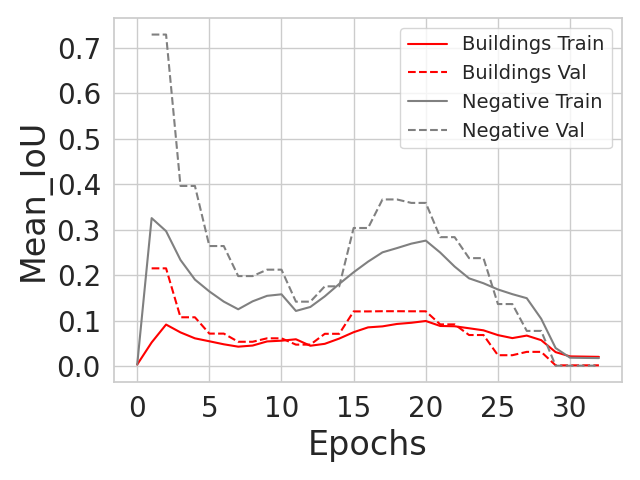 Buildings Train
Buildings Val
Negative Train
Negative Val
Mean_IoU
0.7
0.6
0.5
0.4
0.3
0.2
0.1
0.0
0 5 10 15 20 25 30
Epochs